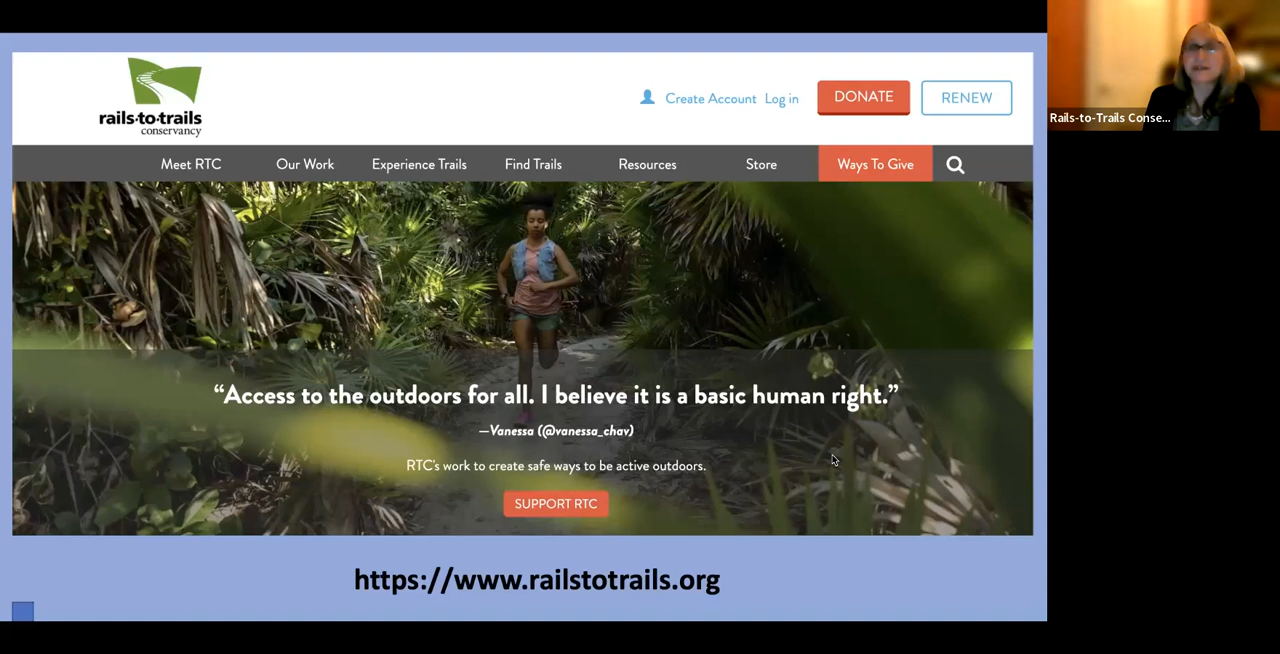 rails·to·trails
conservancy
Create Account Log in
DONATE
RENEW
Meet RTC Our Work Experience Trails Find Trails Resources Store Ways To Give
“Access to the outdoors for all. I believe it is a basic human right.”
—Vanessa (@vanessa_chav)
RTC's work to create safe ways to be active outdoors.
SUPPORT RTC
https://www.railstotrails.org
Rails-to-Trails Conse...